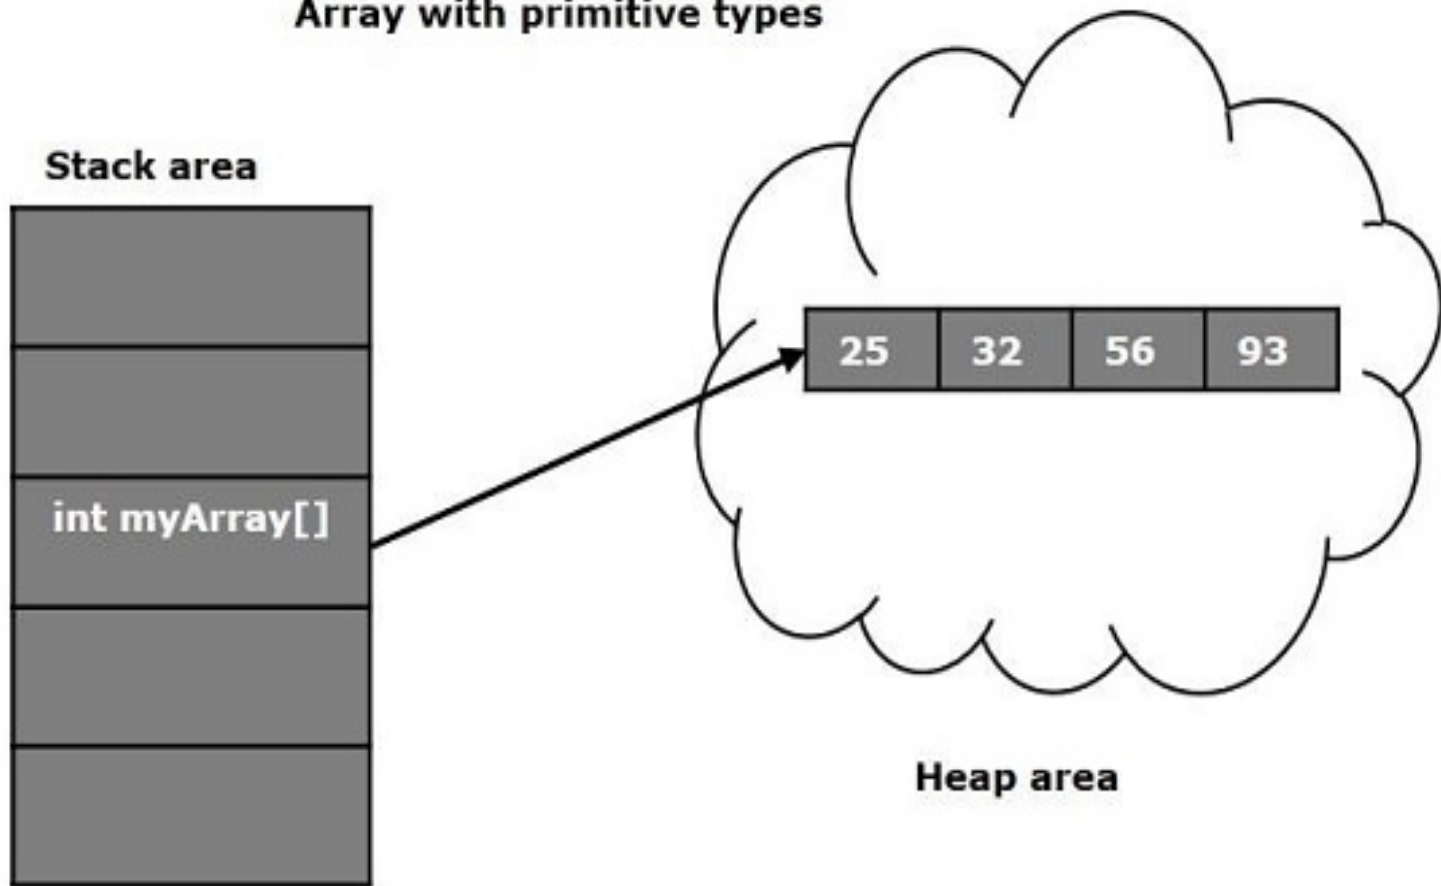 Array with primitive types
Stack area
25 32 56 93
int myArray[]
Heap area